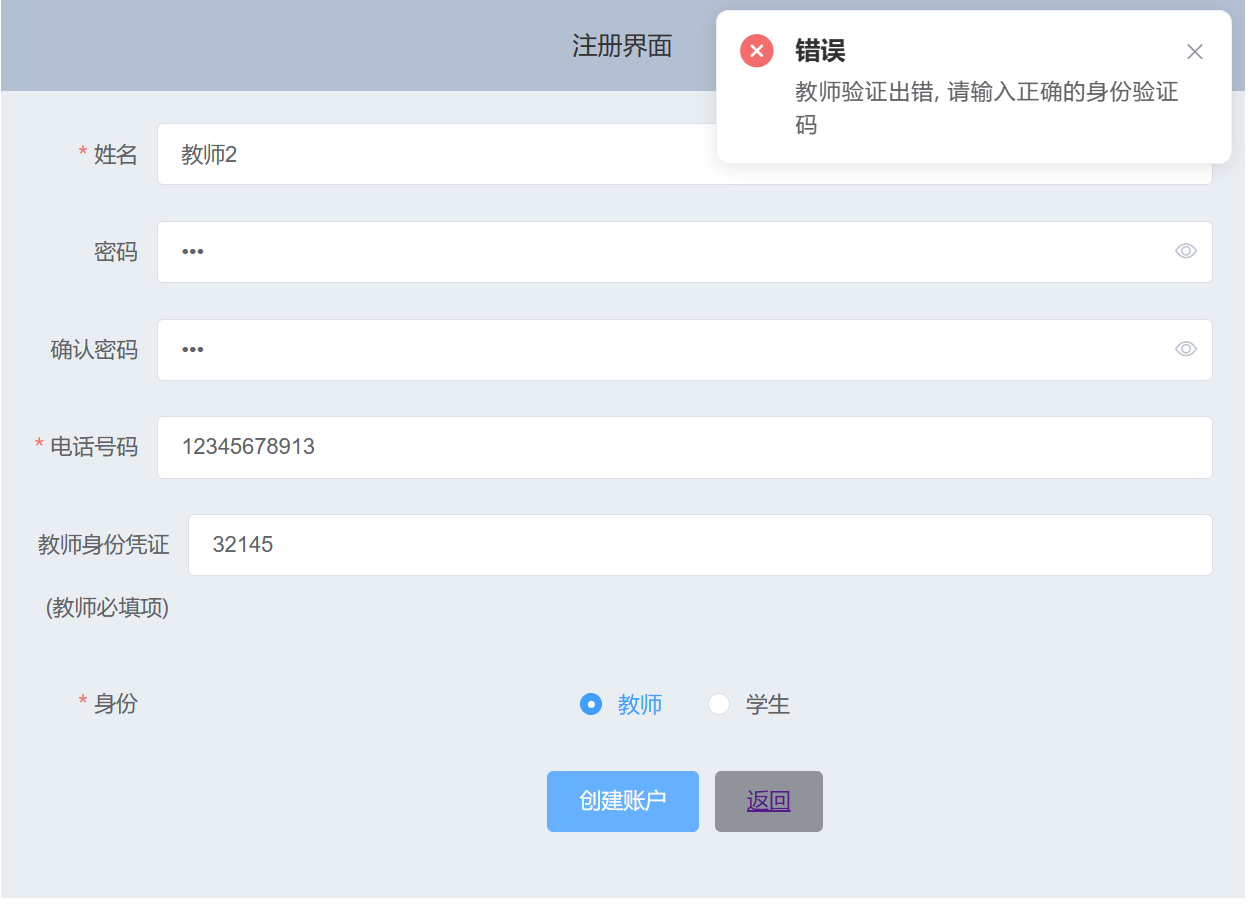 注册界面
错误
教师验证出错, 请输入正确的身份验证
码
* 姓名 教师2
密码 •••
确认密码 •••
* 电话号码 12345678913
教师身份凭证 32145
(教师必填项)
* 身份 教师 学生
创建账户 返回